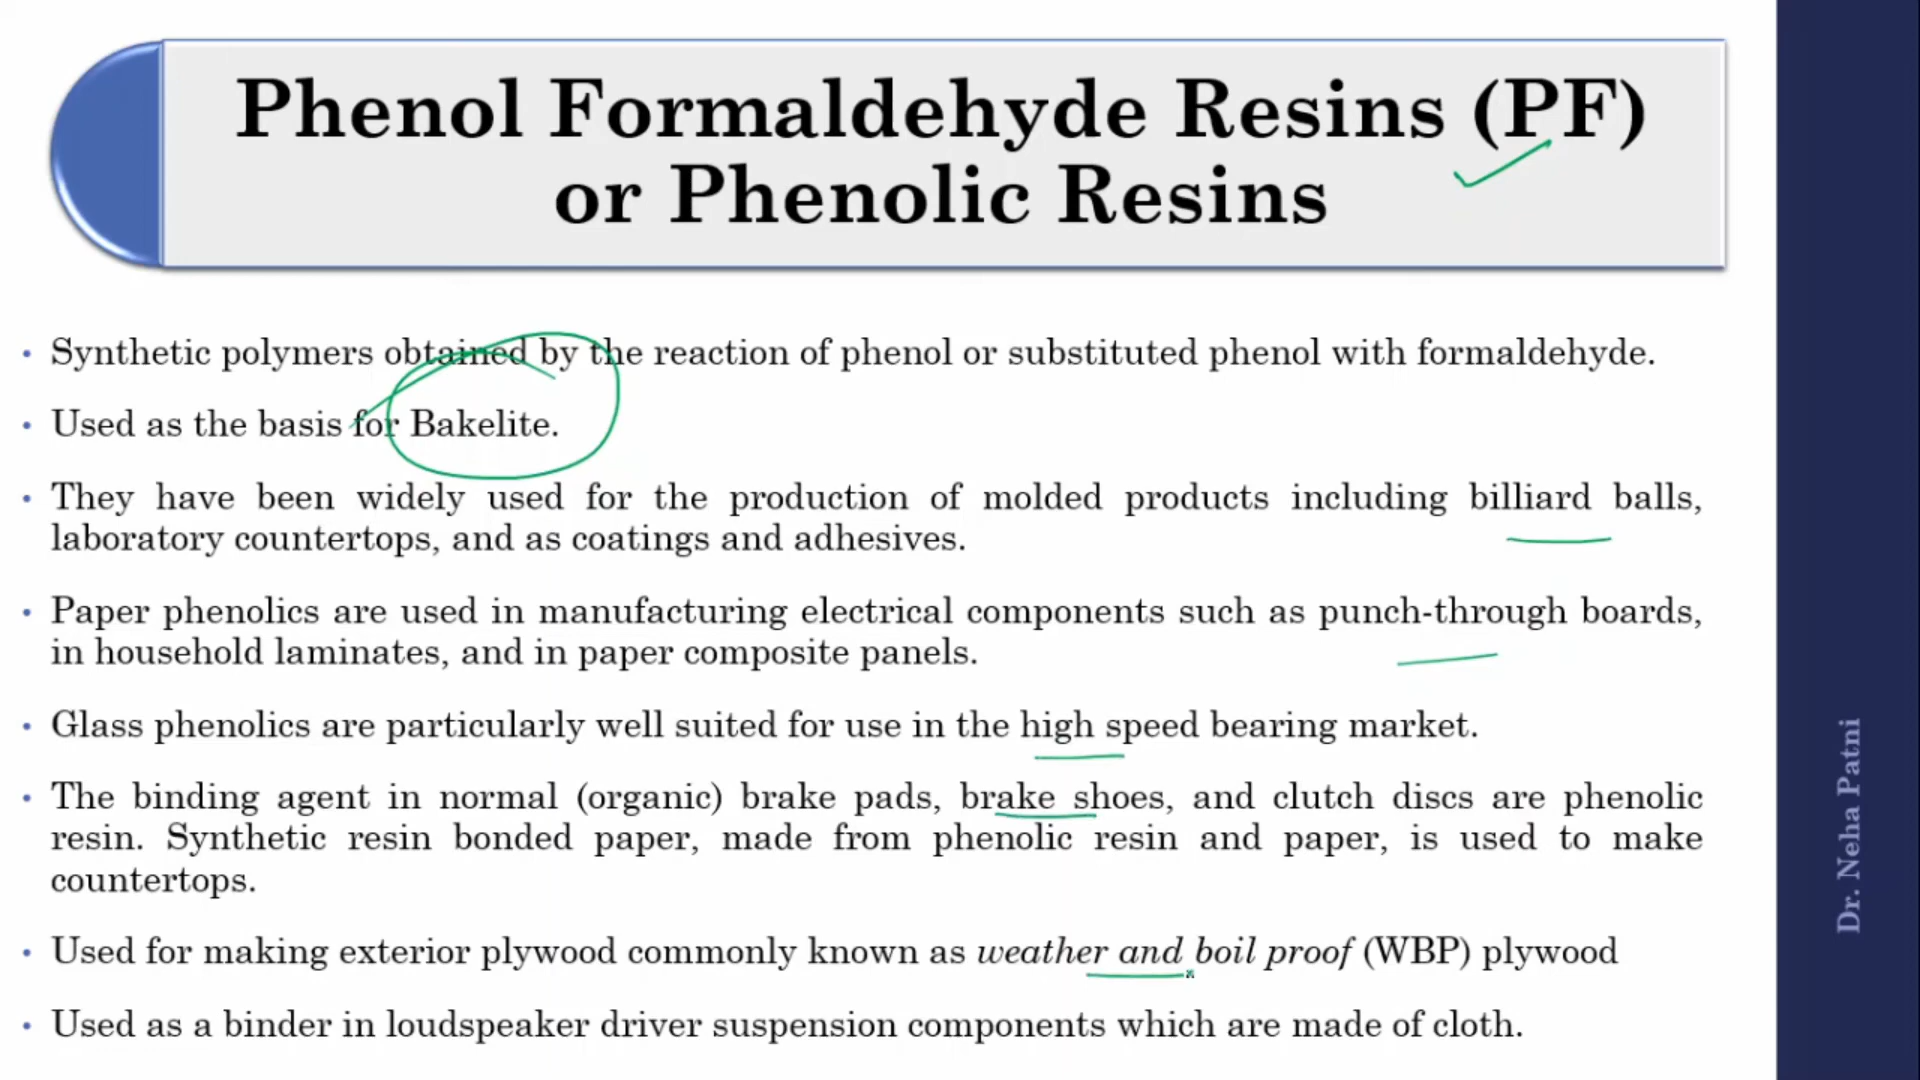 Phenol Formaldehyde Resins (PF)
or Phenolic Resins
• Synthetic polymers obtained by the reaction of phenol or substituted phenol with formaldehyde.
• Used as the basis for Bakelite.
• They have been widely used for the production of molded products including billiard balls,
laboratory countertops, and as coatings and adhesives.
• Paper phenolics are used in manufacturing electrical components such as punch-through boards,
in household laminates, and in paper composite panels.
• Glass phenolics are particularly well suited for use in the high speed bearing market.
• The binding agent in normal (organic) brake pads, brake shoes, and clutch discs are phenolic
resin. Synthetic resin bonded paper, made from phenolic resin and paper, is used to make
countertops.
• Used for making exterior plywood commonly known as weather and boil proof (WBP) plywood
• Used as a binder in loudspeaker driver suspension components which are made of cloth.
Dr. Neha Patni